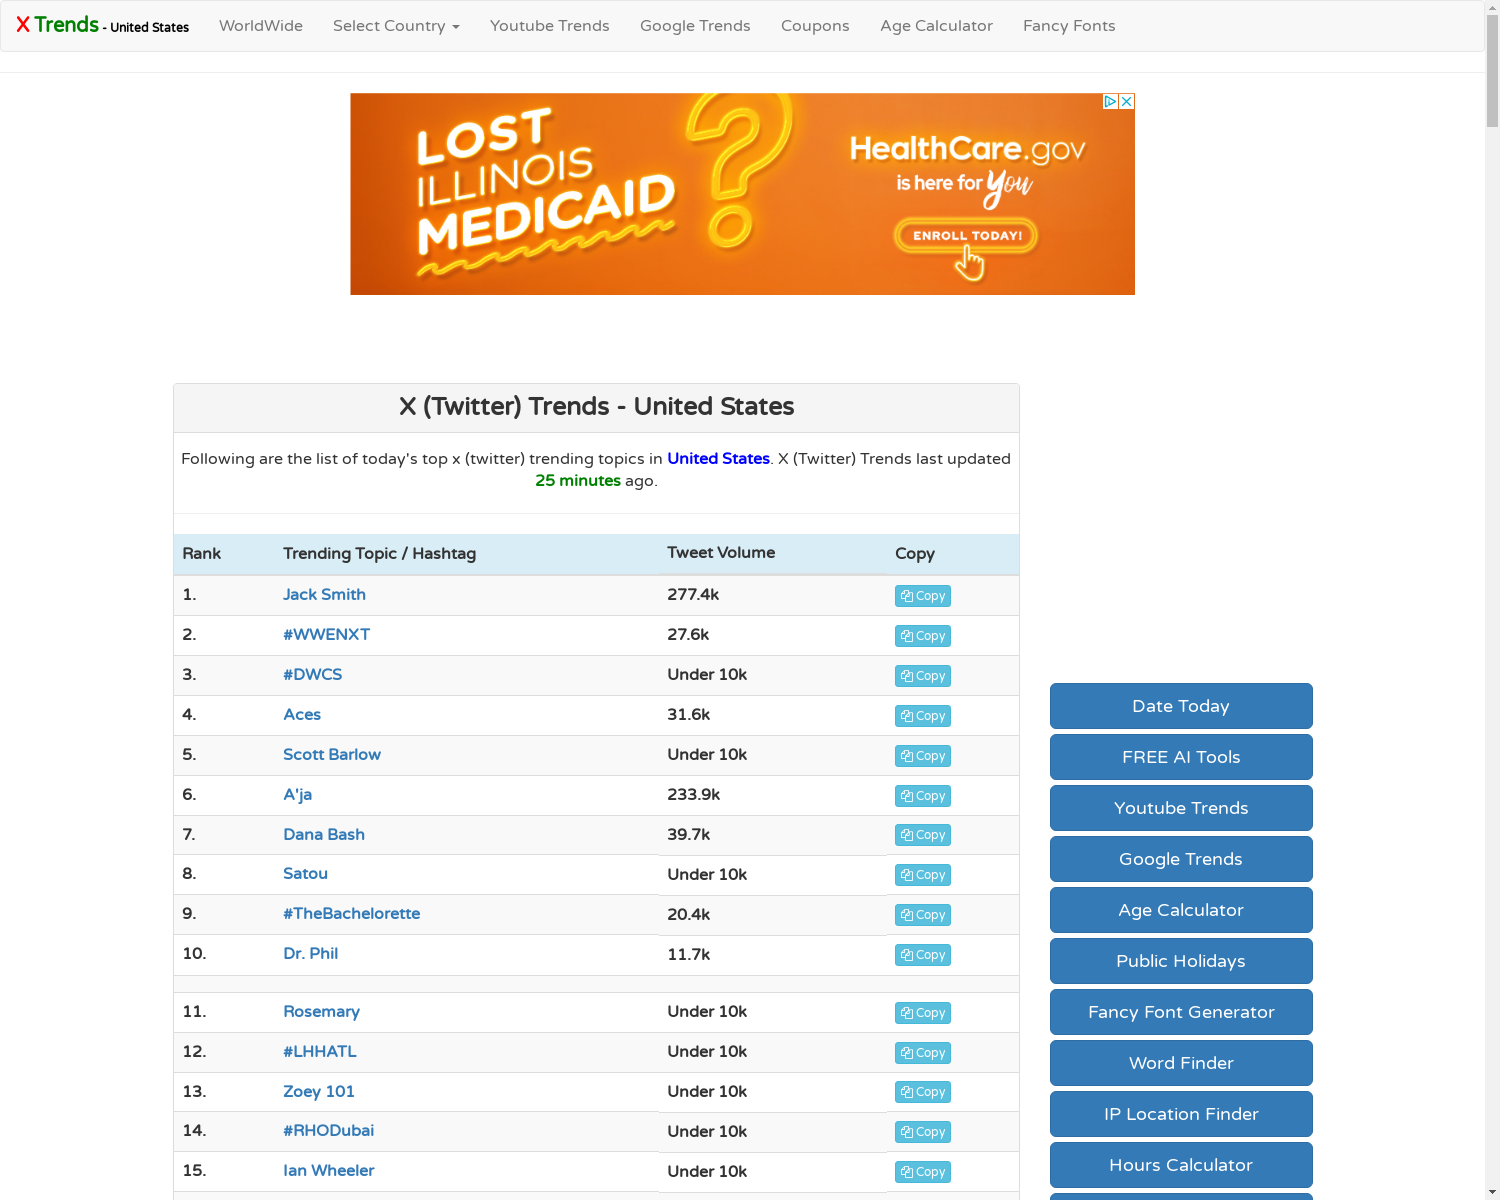 X Trends - United States
WorldWide
Select Country
Youtube Trends
Google Trends
Coupons
Age Calculator
Fancy Fonts
LOST
ILLINOIS
MEDICAID
?
HealthCare.gov
is here for You
ENROLL TODAY!
X (Twitter) Trends - United States
Following are the list of today's top x (twitter) trending topics in United States. X (Twitter) Trends last updated
25 minutes ago.
Rank Trending Topic / Hashtag Tweet Volume Copy
1. Jack Smith 277.4k Copy
2. #WWENXT 27.6k Copy
3. #DWCS Under 10k Copy
4. Aces 31.6k Copy
5. Scott Barlow Under 10k Copy
6. A'ja 233.9k Copy
7. Dana Bash 39.7k Copy
8. Satou Under 10k Copy
9. #TheBachelorette 20.4k Copy
10. Dr. Phil 11.7k Copy
11. Rosemary Under 10k Copy
12. #LHHATL Under 10k Copy
13. Zoey 101 Under 10k Copy
14. #RHODubai Under 10k Copy
15. Ian Wheeler Under 10k Copy
Date Today
FREE AI Tools
Youtube Trends
Google Trends
Age Calculator
Public Holidays
Fancy Font Generator
Word Finder
IP Location Finder
Hours Calculator